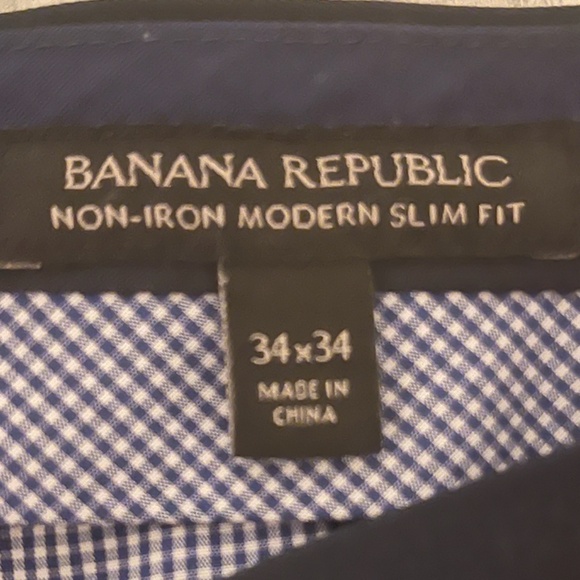 BANANA REPUBLIC
NON-IRON MODERN SLIM FIT
34x34
MADE IN
CHINA